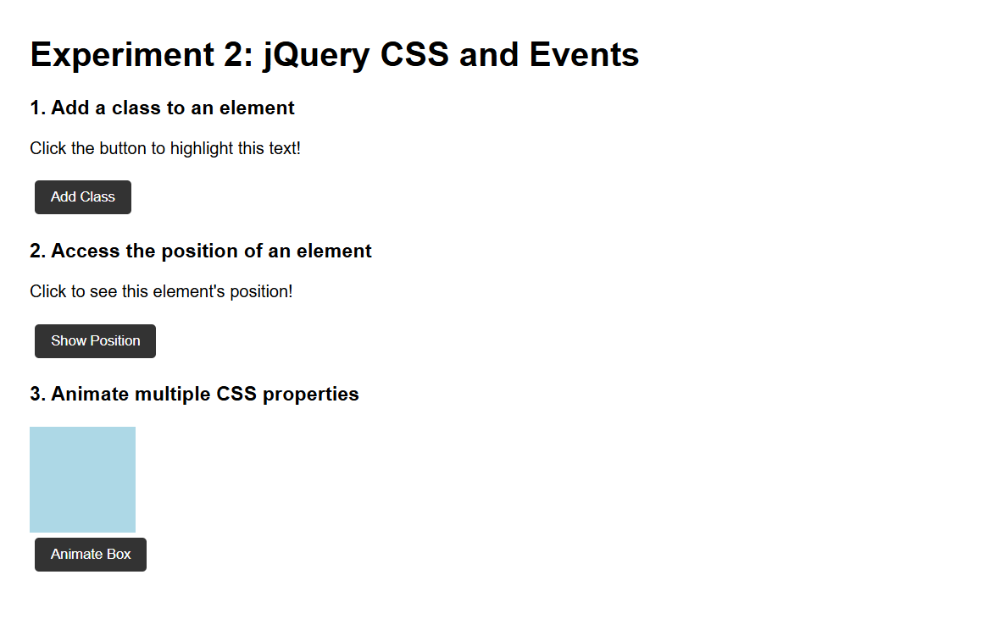 Experiment 2: jQuery CSS and Events
1. Add a class to an element
Click the button to highlight this text!
Add Class
2. Access the position of an element
Click to see this element's position!
Show Position
3. Animate multiple CSS properties
Animate Box